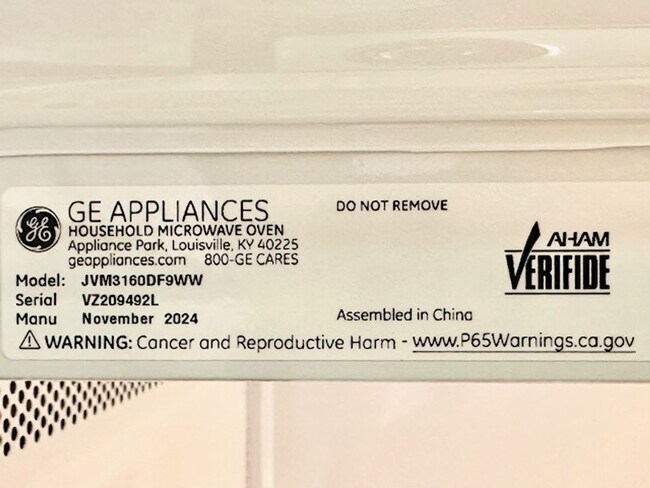 GE APPLIANCES
HOUSEHOLD MICROWAVE OVEN
Appliance Park, Louisville, KY 40225
geappliances.com 800-GE CARES
DO NOT REMOVE
AHAM
VERIFIDE
Model: JVM3160DF9WW
Serial VZ209492L
Manu November 2024
Assembled in China
⚠ WARNING: Cancer and Reproductive Harm - www.P65Warnings.ca.gov